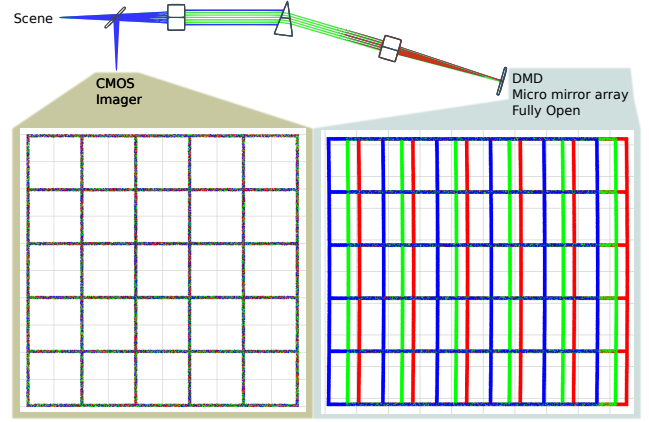 Scene
CMOS
Imager
DMD
Micro mirror array
Fully Open